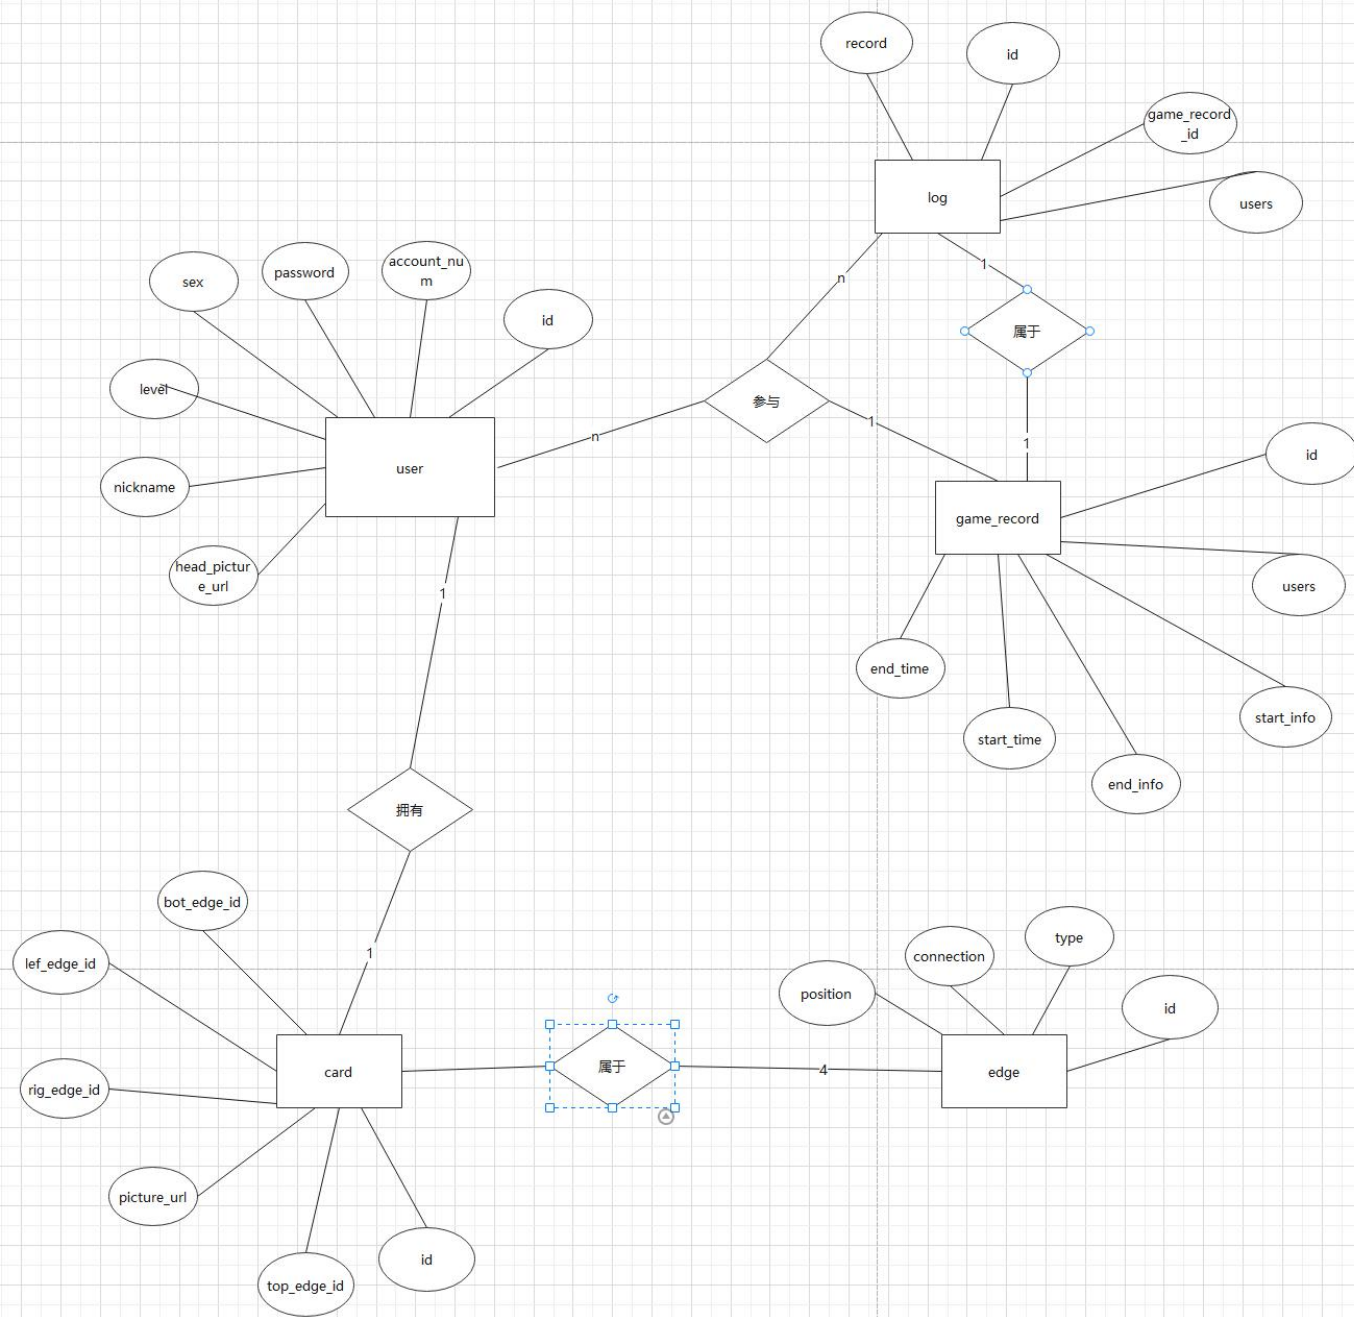 record
id
game_record
_id
log
users
1
n
account_nu
m
password
sex
id
属于
level
参与
1
n
1
id
user
nickname
game_record
head_pictur
e_url
users
1
end_time
start_info
start_time
end_info
拥有
bot_edge_id
type
1
connection
lef_edge_id
position
id
属于
4
card
edge
rig_edge_id
picture_url
id
top_edge_id